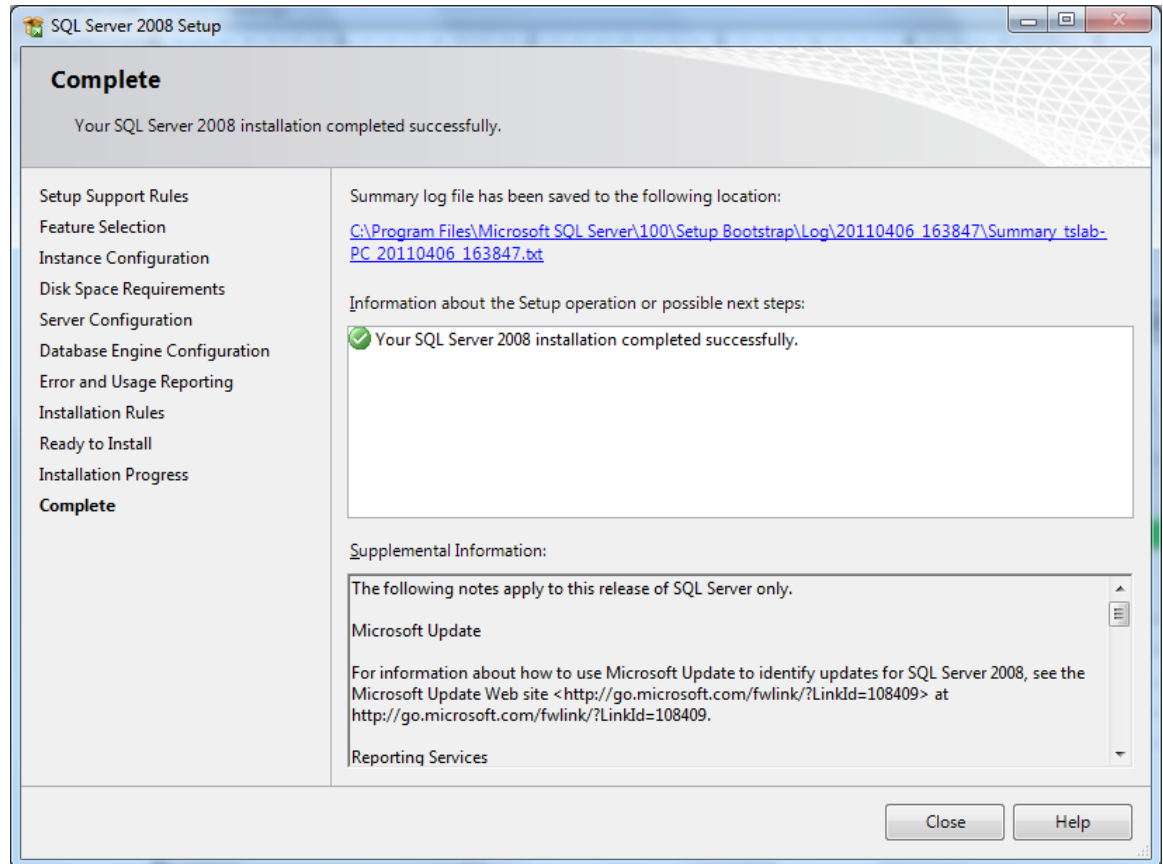 SQL Server 2008 Setup
Complete
Your SQL Server 2008 installation completed successfully.
Setup Support Rules
Feature Selection
Instance Configuration
Disk Space Requirements
Server Configuration
Database Engine Configuration
Error and Usage Reporting
Installation Rules
Ready to Install
Installation Progress
Complete
Summary log file has been saved to the following location:
C:\Program Files\Microsoft SQL Server\100\Setup Bootstrap\Log\20110406_163847\Summary_tslab-
PC_20110406_163847.txt
Information about the Setup operation or possible next steps:
Your SQL Server 2008 installation completed successfully.
Supplemental Information:
The following notes apply to this release of SQL Server only.
Microsoft Update
For information about how to use Microsoft Update to identify updates for SQL Server 2008, see the
Microsoft Update Web site <http://go.microsoft.com/fwlink/?LinkId=108409> at
http://go.microsoft.com/fwlink/?LinkId=108409.
Reporting Services
Close
Help